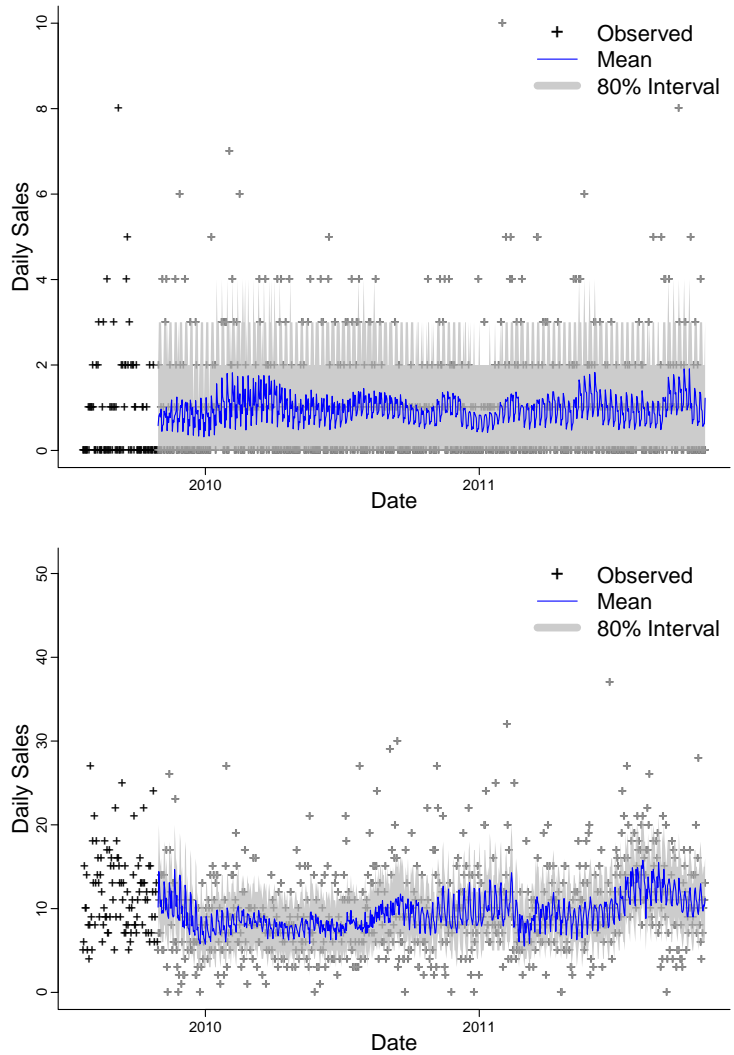 10
8
6
4
2
0
Daily Sales
Observed
Mean
80% Interval
2010
2011
Date
50
40
30
20
10
0
Daily Sales
Observed
Mean
80% Interval
2010
2011
Date